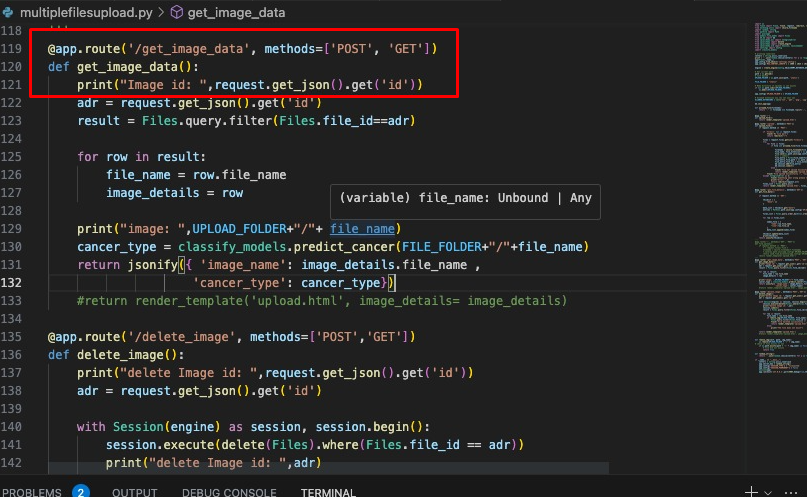 multiplefilesupload.py > get_image_data
118
119 @app.route('/get_image_data', methods=['POST', 'GET'])
120 def get_image_data():
121     print("Image id: ",request.get_json().get('id'))
122     adr = request.get_json().get('id')
123     result = Files.query.filter(Files.file_id==adr)
124
125     for row in result:
126         file_name = row.file_name
127         image_details = row
(variable) file_name: Unbound | Any
128
129     print("image: ",UPLOAD_FOLDER+"/"+ file_name)
130     cancer_type = classify_models.predict_cancer(FILE_FOLDER+"/"+file_name)
131     return jsonify({ 'image_name': image_details.file_name ,
132                     'cancer_type': cancer_type})
133     #return render_template('upload.html', image_details= image_details)
134
135 @app.route('/delete_image', methods=['POST','GET'])
136 def delete_image():
137     print("delete Image id: ",request.get_json().get('id'))
138     adr = request.get_json().get('id')
139
140     with Session(engine) as session, session.begin():
141         session.execute(delete(Files).where(Files.file_id == adr))
142         print("delete Image id: ",adr)
PROBLEMS 2 OUTPUT DEBUG CONSOLE TERMINAL